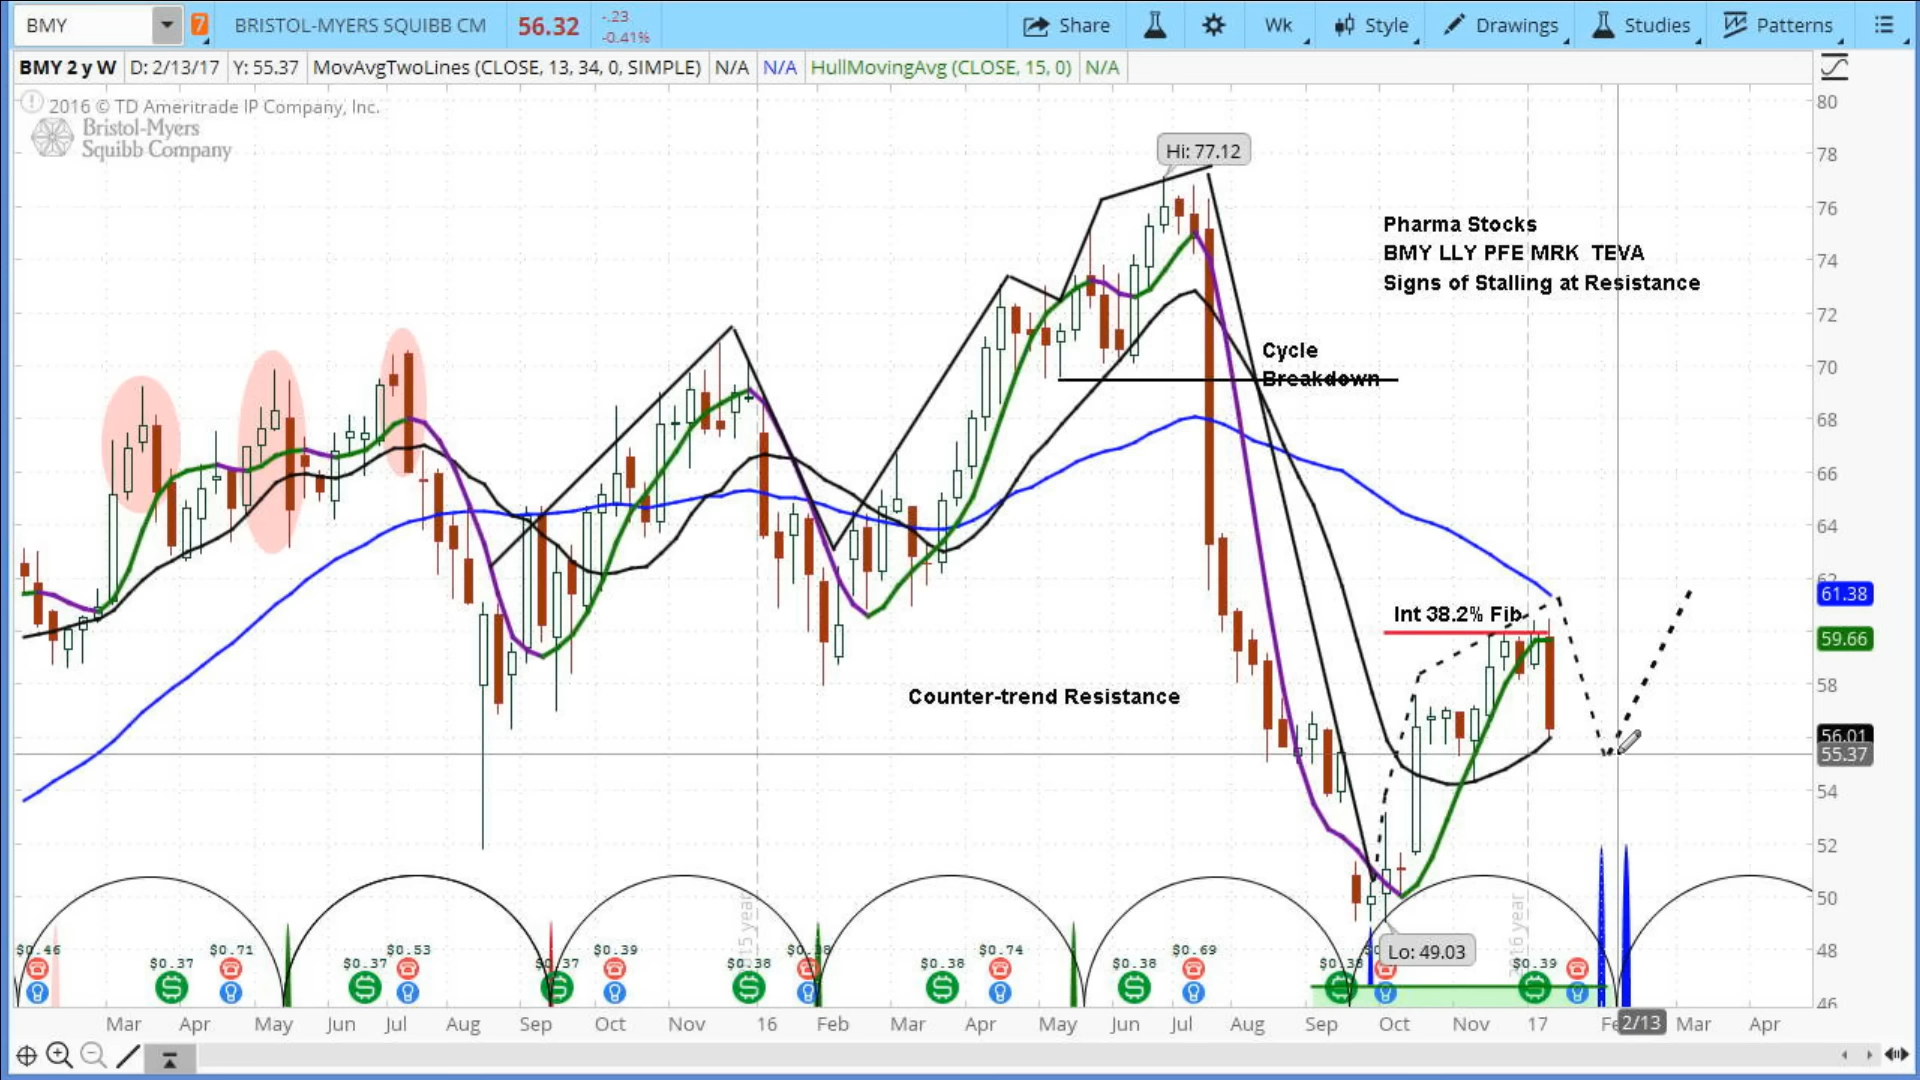 BMY
7
BRISTOL-MYERS SQUIBB CM
56.32
-.23
-0.41%
Share
Wk
Style
Drawings
Studies
Patterns
BMY 2 y W
D: 2/13/17
Y: 55.37
MovAvgTwoLines (CLOSE, 13, 34, 0, SIMPLE)
N/A
N/A
HullMovingAvg (CLOSE, 15, 0)
N/A
2016 © TD Ameritrade IP Company, Inc.
Bristol-Myers
Squibb Company
Hi: 77.12
Pharma Stocks
BMY LLY PFE MRK TEVA
Signs of Stalling at Resistance
Cycle
Breakdown
Int 38.2% Fib
Counter-trend Resistance
Lo: 49.03
80
78
76
74
72
70
68
66
64
62
61.38
59.66
58
56.01
55.37
54
52
50
48
46
2015 year
2016 year
$0.46
$0.37
$0.71
$0.37
$0.53
$0.39
$0.38
$0.38
$0.74
$0.38
$0.69
$0.39
Mar
Apr
May
Jun
Jul
Aug
Sep
Oct
Nov
16
Feb
Mar
Apr
May
Jun
Jul
Aug
Sep
Oct
Nov
17
2/13
Mar
Apr